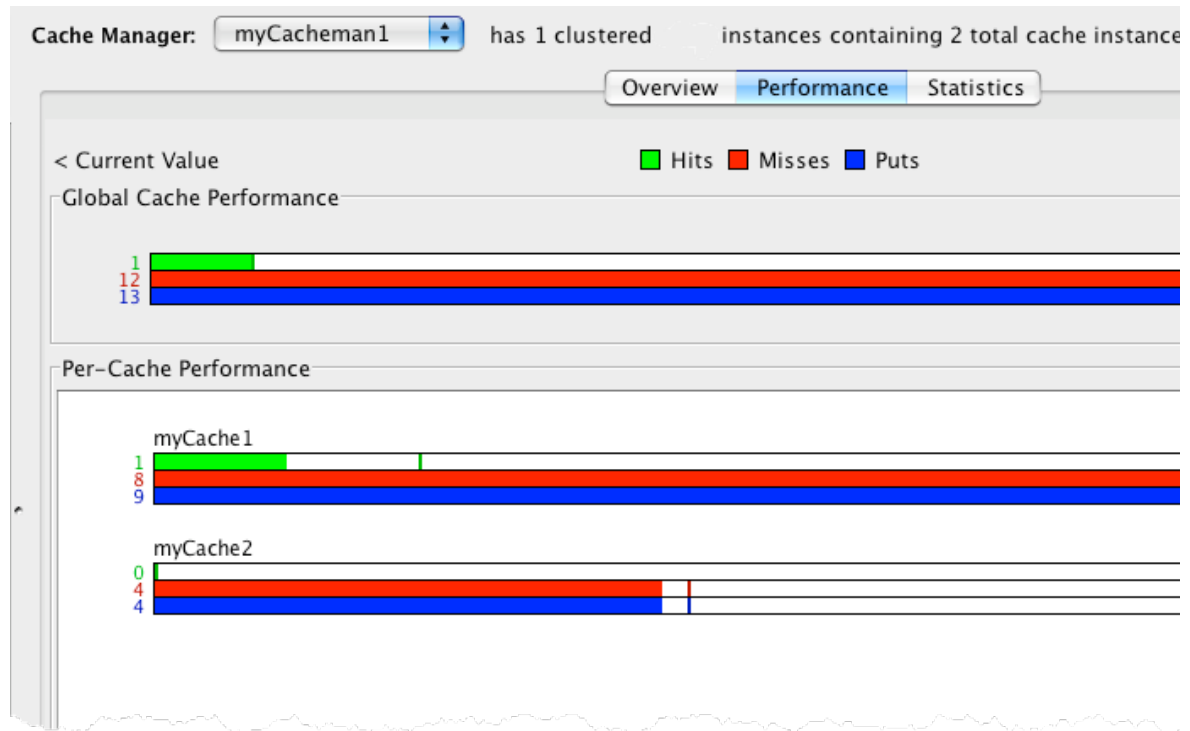 Cache Manager: myCacheman1 has 1 clustered instances containing 2 total cache instance
Overview Performance Statistics
< Current Value Hits Misses Puts
Global Cache Performance
1
12
13
Per-Cache Performance
myCache1
1
8
9
myCache2
0
4
4